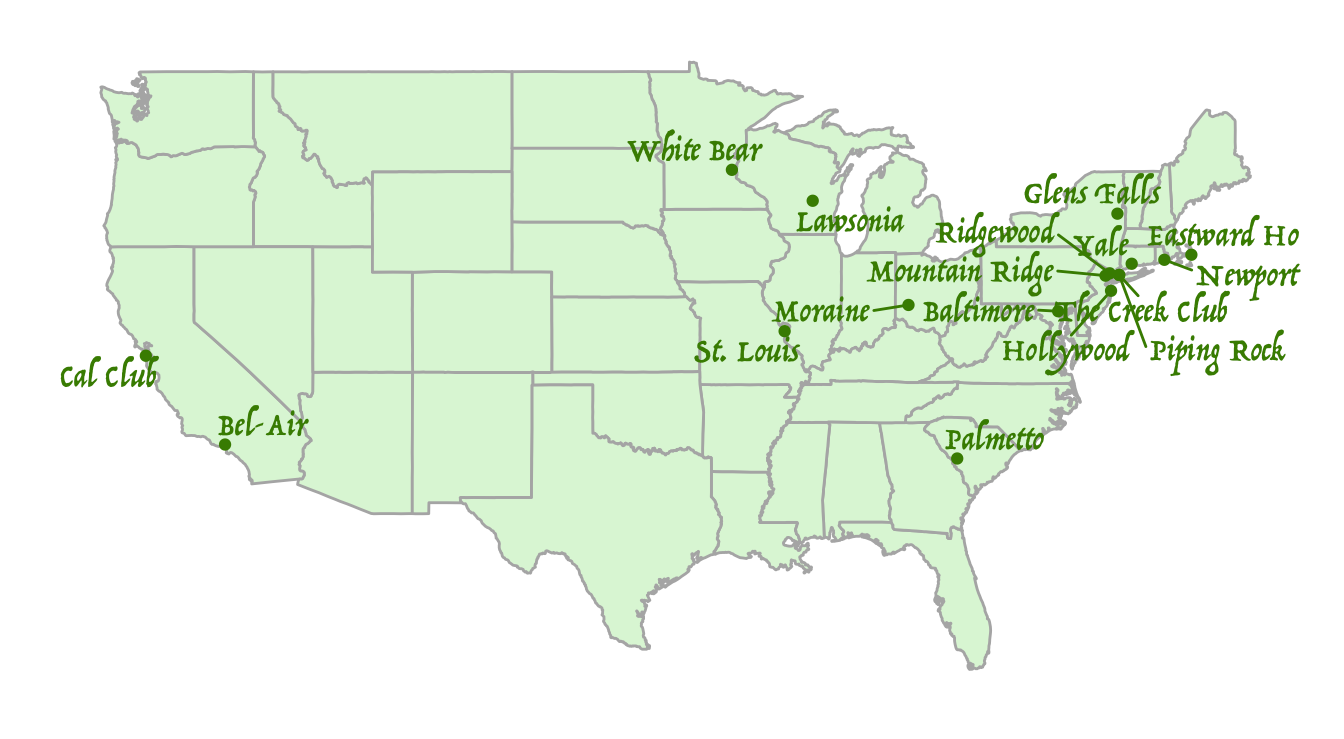 White Bear
Glens Falls
Lawsonia
Ridgewood
Yale
Eastward Ho
Mountain Ridge
Newport
Moraine
Baltimore
The Creek Club
St. Louis
Hollywood
Piping Rock
Cal Club
Bel-Air
Palmetto